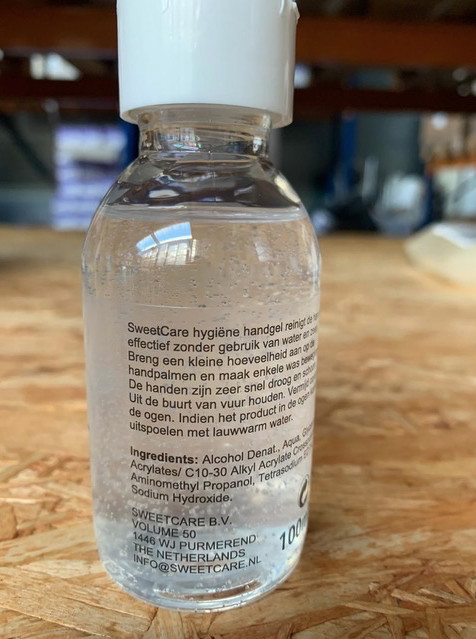 SweetCare hygiëne handgel reinigt de
effectief zonder gebruik van water en
Breng een kleine hoeveelheid aan op de
handpalmen en maak enkele was
De handen zijn zeer snel droog en
Uit de buurt van vuur houden. Vermijd
de ogen. Indien het product in de ogen
uitspoelen met lauwwarm water.
Ingredients: Alcohol Denat., Aqua,
Acrylates/ C10-30 Alkyl Acrylate
Aminomethyl Propanol, Tetrasodium
Sodium Hydroxide.
SWEETCARE B.V.
VOLUME 50
1446 WJ PURMEREND
THE NETHERLANDS
INFO@SWEETCARE.NL
100